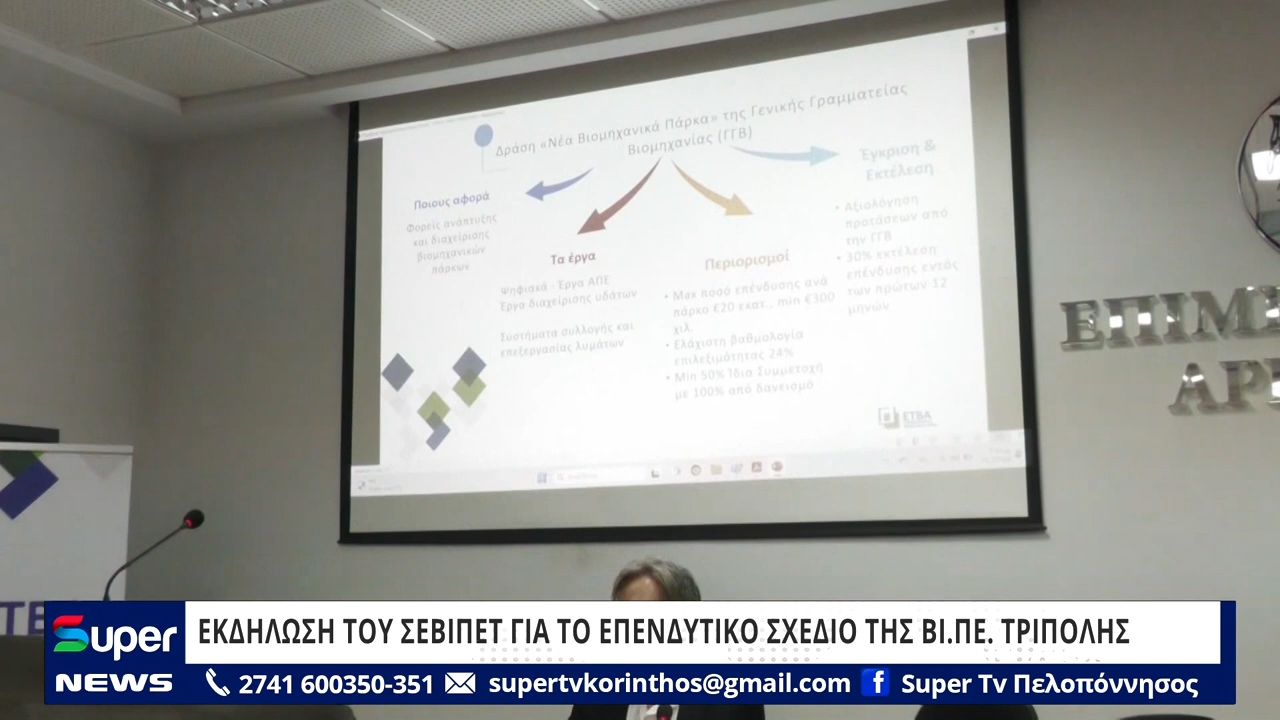 Δράση «Νέα Βιομηχανικά Πάρκα» της Γενικής Γραμματείας
Βιομηχανίας (ΓΓΒ)
Ποιους αφορά
Φορείς ανάπτυξης
και διαχείρισης
βιομηχανικών
πάρκων
Τα έργα
Ψηφιακά - Έργα ΑΠΕ
Έργα διαχείρισης υδάτων
Συστήματα συλλογής και
επεξεργασίας λυμάτων
Περιορισμοί
• Max ποσό επένδυσης ανά
πάρκο €20 εκατ., min €300
χιλ.
• Ελάχιστη βαθμολογία
επιλεξιμότητας 24%
• Min 50% Ίδια Συμμετοχή
με 100% από δανεισμό
Έγκριση &
Εκτέλεση
• Αξιολόγηση
προτάσεων από
την ΓΓΒ
• 30% εκτέλεση
επένδυσης εντός
των πρώτων 12
μηνών
ΕΤΒΑ
ΕΠΙΜΕ
ΑΡ
ΤΕ
Super
NEWS
ΕΚΔΗΛΩΣΗ ΤΟΥ ΣΕΒΙΠΕΤ ΓΙΑ ΤΟ ΕΠΕΝΔΥΤΙΚΟ ΣΧΕΔΙΟ ΤΗΣ ΒΙ.ΠΕ. ΤΡΙΠΟΛΗΣ
2741 600350-351 supertvkorinthos@gmail.com f Super Tv Πελοπόννησος